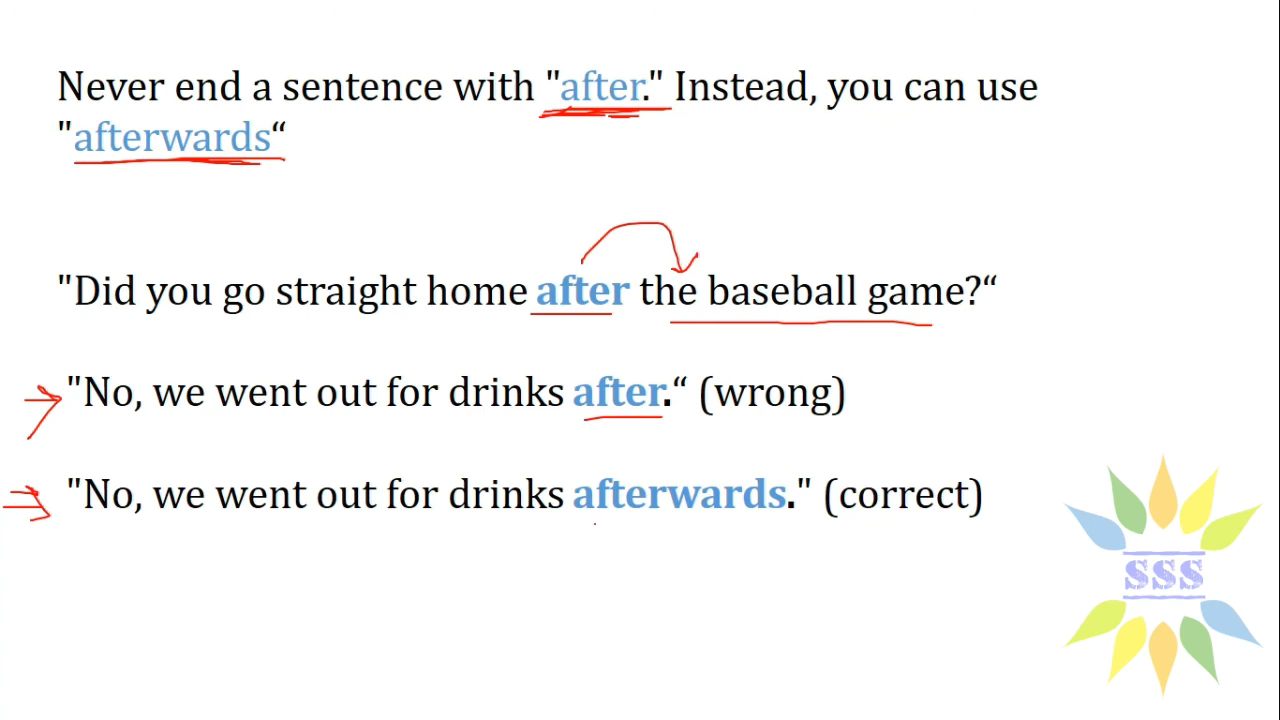 Never end a sentence with "after." Instead, you can use
"afterwards“
"Did you go straight home after the baseball game?“
"No, we went out for drinks after.“ (wrong)
"No, we went out for drinks afterwards." (correct)
SSS